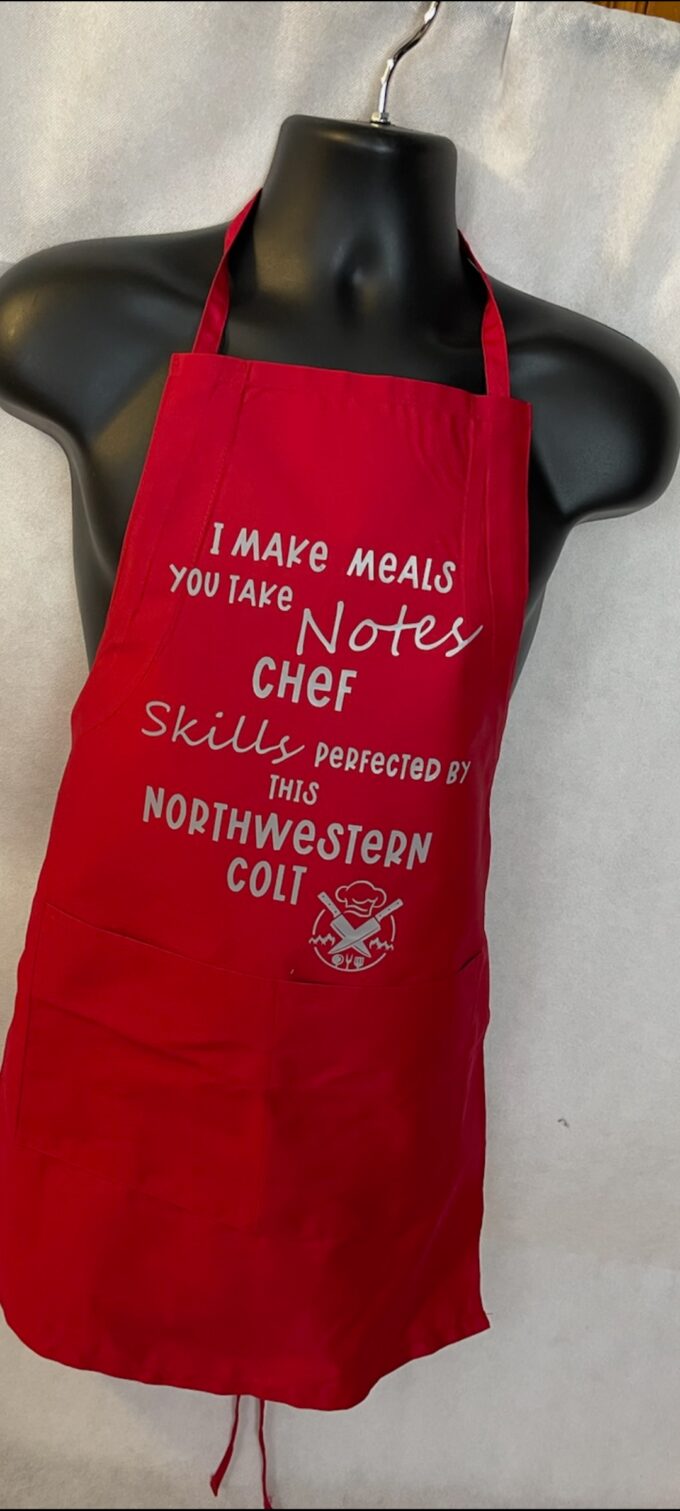 I MAKE MEALS
YOU TAKE Notes
CHEF
Skills PERFECTED BY
THIS
NORTHWESTERN
COLT